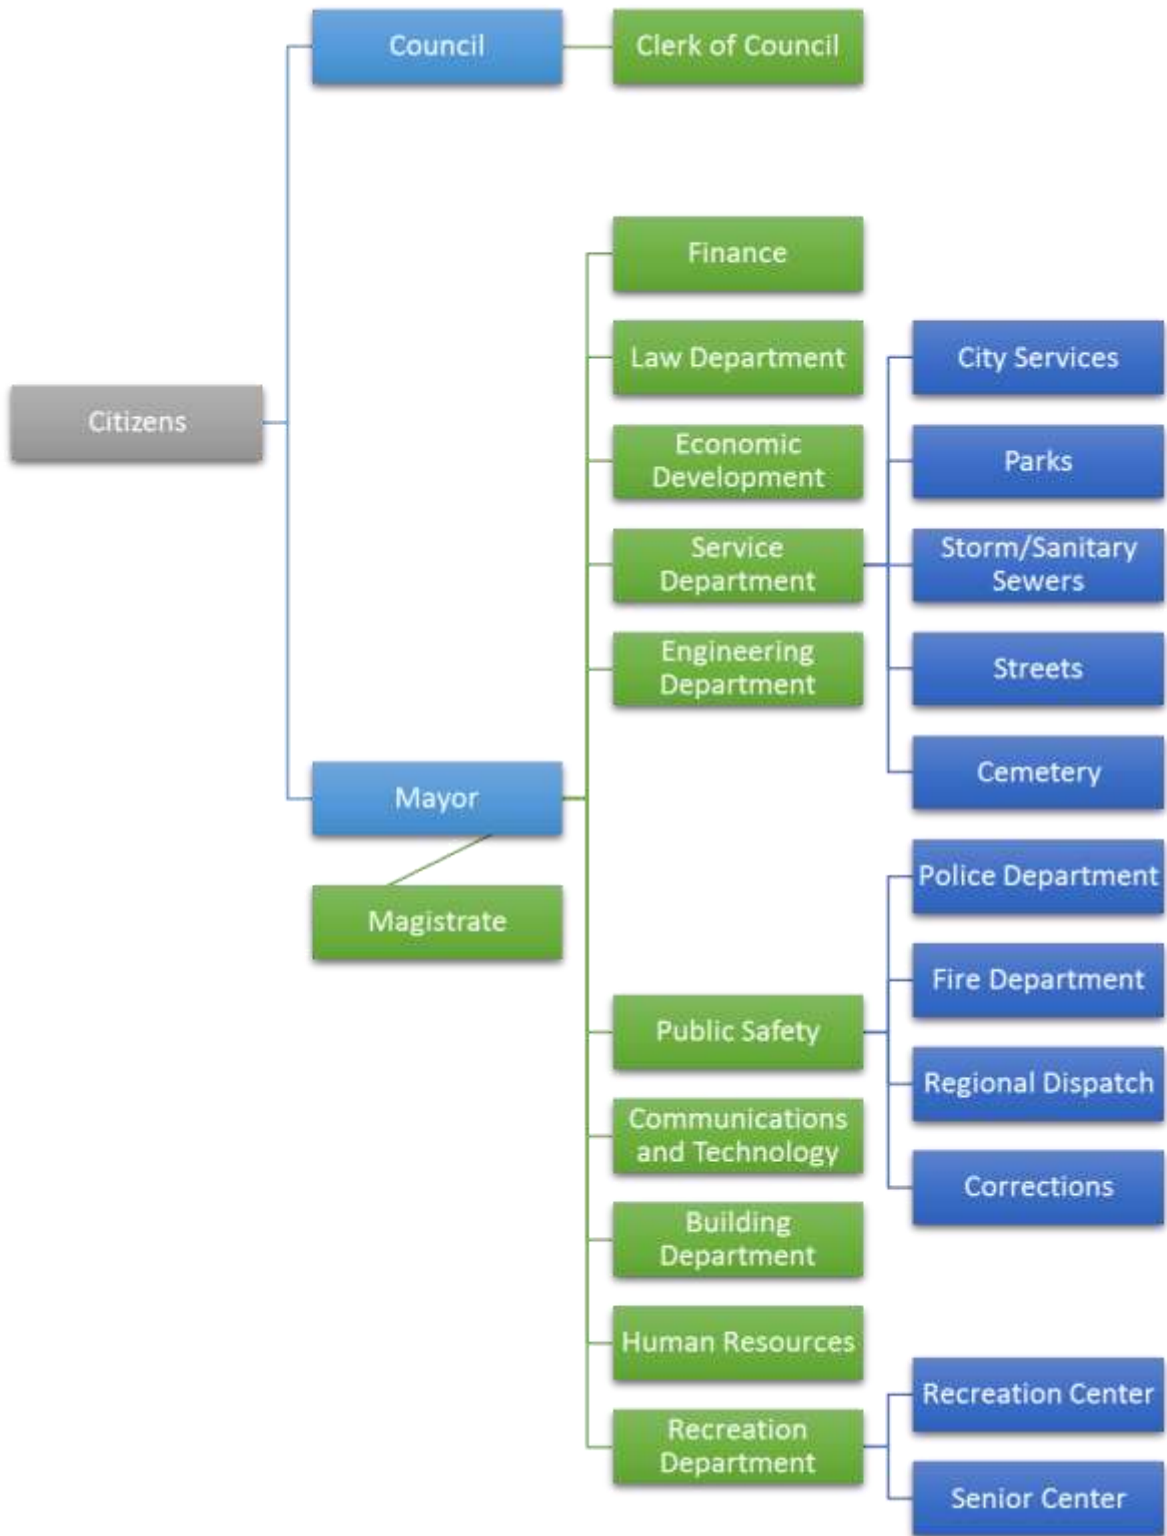 Council
Clerk of Council
Finance
Law Department
City Services
Citizens
Economic
Development
Parks
Service
Department
Storm/Sanitary
Sewers
Engineering
Department
Streets
Mayor
Cemetery
Magistrate
Police Department
Fire Department
Public Safety
Regional Dispatch
Communications
and Technology
Corrections
Building
Department
Human Resources
Recreation Center
Recreation
Department
Senior Center